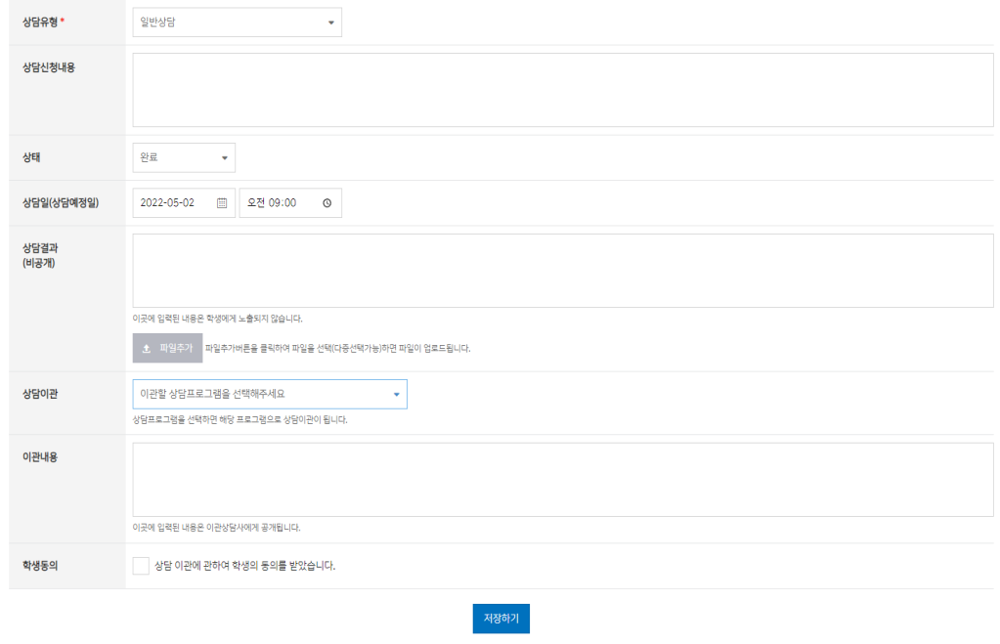 상담유형 *
일반상담
상담신청내용
상태
완료
상담일(상담예정일)
2022-05-02
오전 09:00
상담결과
(비공개)
이곳에 입력된 내용은 학생에게 노출되지 않습니다.
파일추가
파일추가버튼을 클릭하여 파일을 선택(다중선택가능)하면 파일이 업로드됩니다.
상담이관
이관할 상담프로그램을 선택해주세요
상담프로그램을 선택하면 해당 프로그램으로 상담이관이 됩니다.
이관내용
이곳에 입력된 내용은 이관상담사에게 공개됩니다.
학생동의
상담 이관에 관하여 학생의 동의를 받았습니다.
저장하기